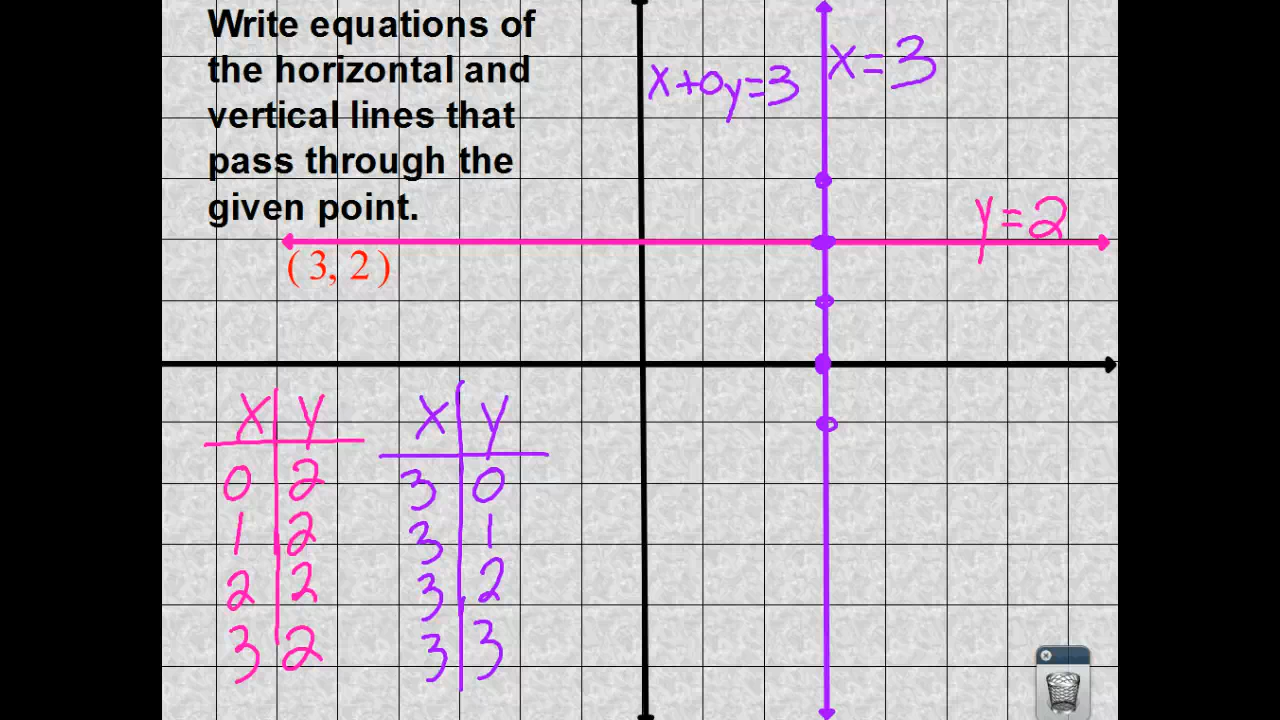 Write equations of
the horizontal and
vertical lines that
pass through the
given point.
(3, 2)
x+0y=3
x=3
y=2
x y
0 2
1 2
2 2
3 2
x y
3 0
3 1
3 2
3 3